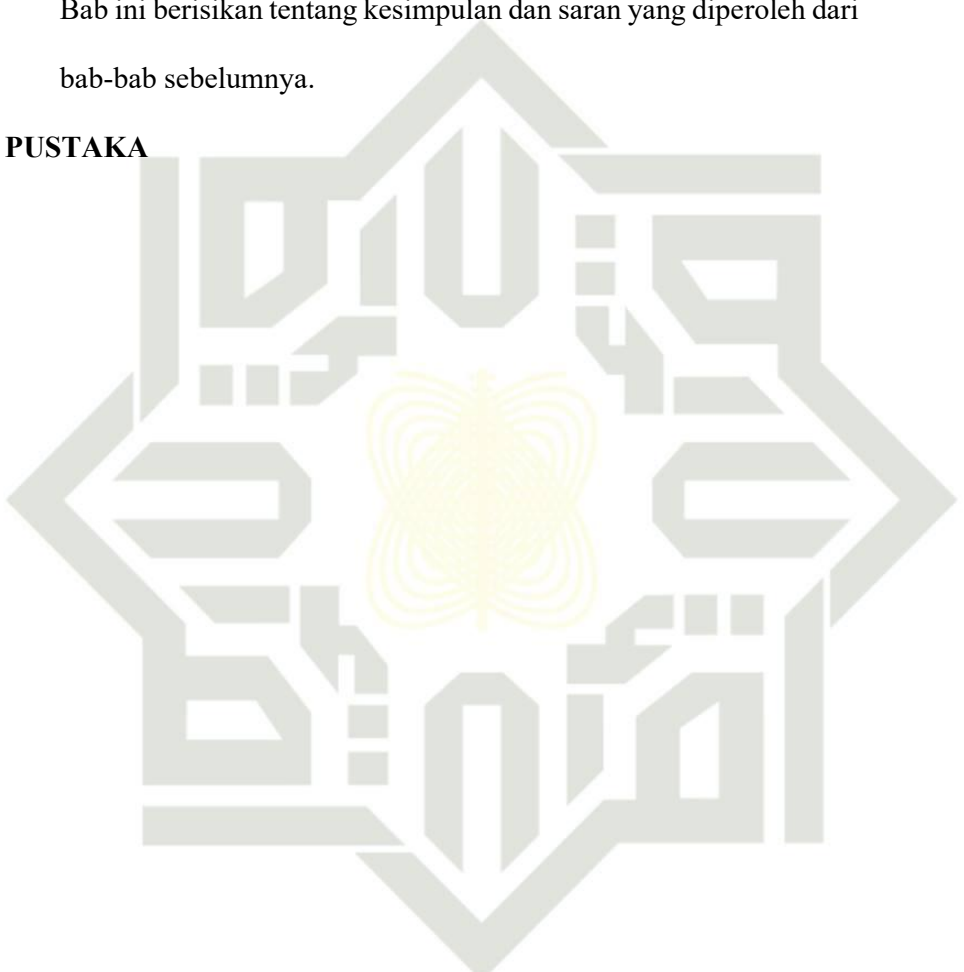 Bab ini berisikan tentang kesimpulan dan saran yang diperoleh dari
bab-bab sebelumnya.
PUSTAKA